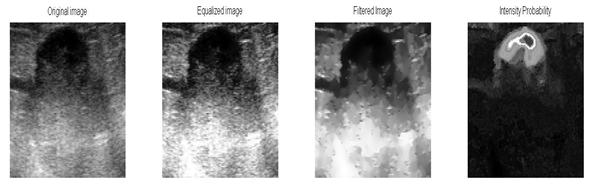 Original image
Equalized image
Filtered Image
Intensity Probability